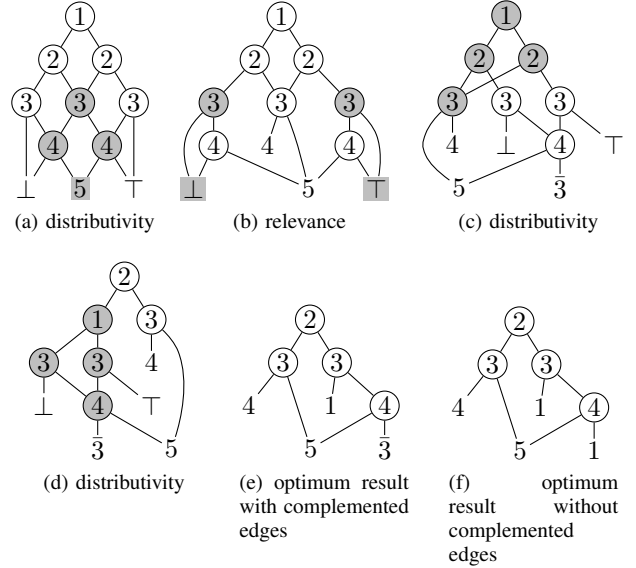 1
2 2
3 3 3
4 4
⊥ 5 ⊤
(a) distributivity
1
2 2
3 3 3
4 4 4
⊥ 5 ⊤
(b) relevance
1
2 2
3 3 3
4 ⊥ 4 ⊤
5 3̄
(c) distributivity
2
1 3
3 3 4
⊥ 4 ⊤
3̄ 5
(d) distributivity
2
3 3
4 1 4
5 3̄
(e) optimum result
with complemented
edges
2
3 3
4 1 4
5 1
(f) optimum
result without
complemented
edges